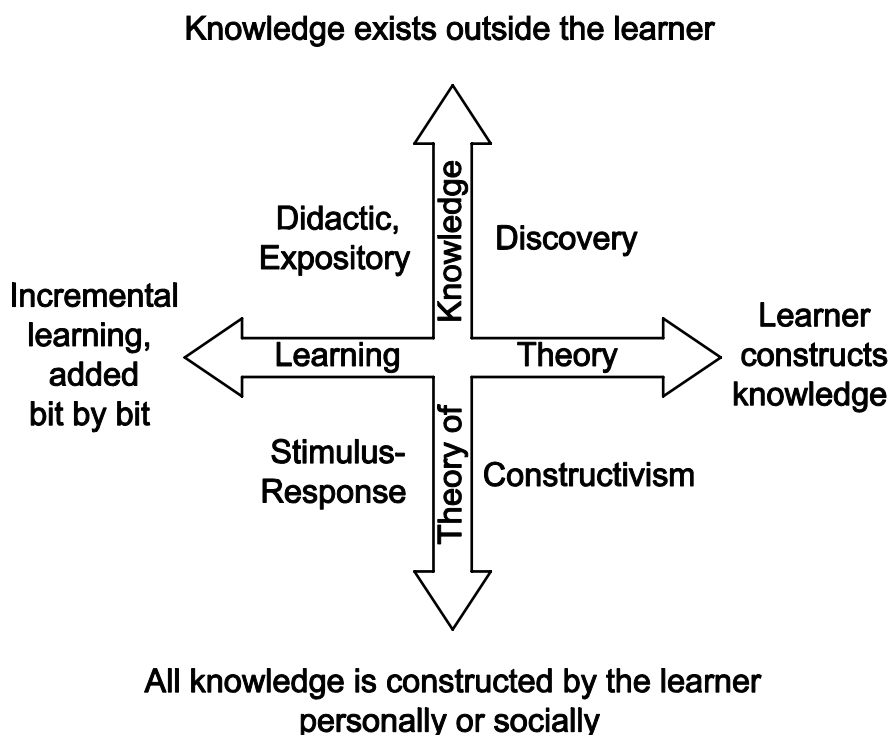 Knowledge exists outside the learner
Didactic,
Expository
Discovery
Theory of Knowledge
Incremental
learning,
added
bit by bit
Learning Theory
Learner
constructs
knowledge
Stimulus-
Response
Constructivism
All knowledge is constructed by the learner
personally or socially